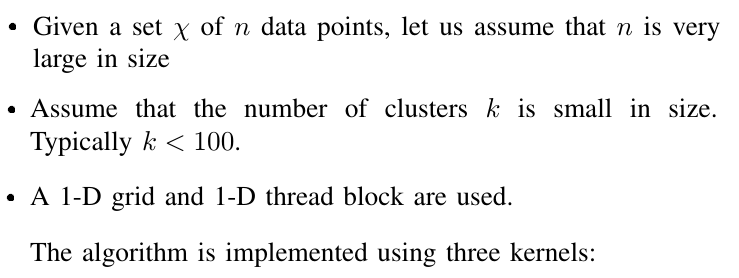 • Given a set χ of n data points, let us assume that n is very
large in size
• Assume that the number of clusters k is small in size.
Typically k < 100.
• A 1-D grid and 1-D thread block are used.
The algorithm is implemented using three kernels: